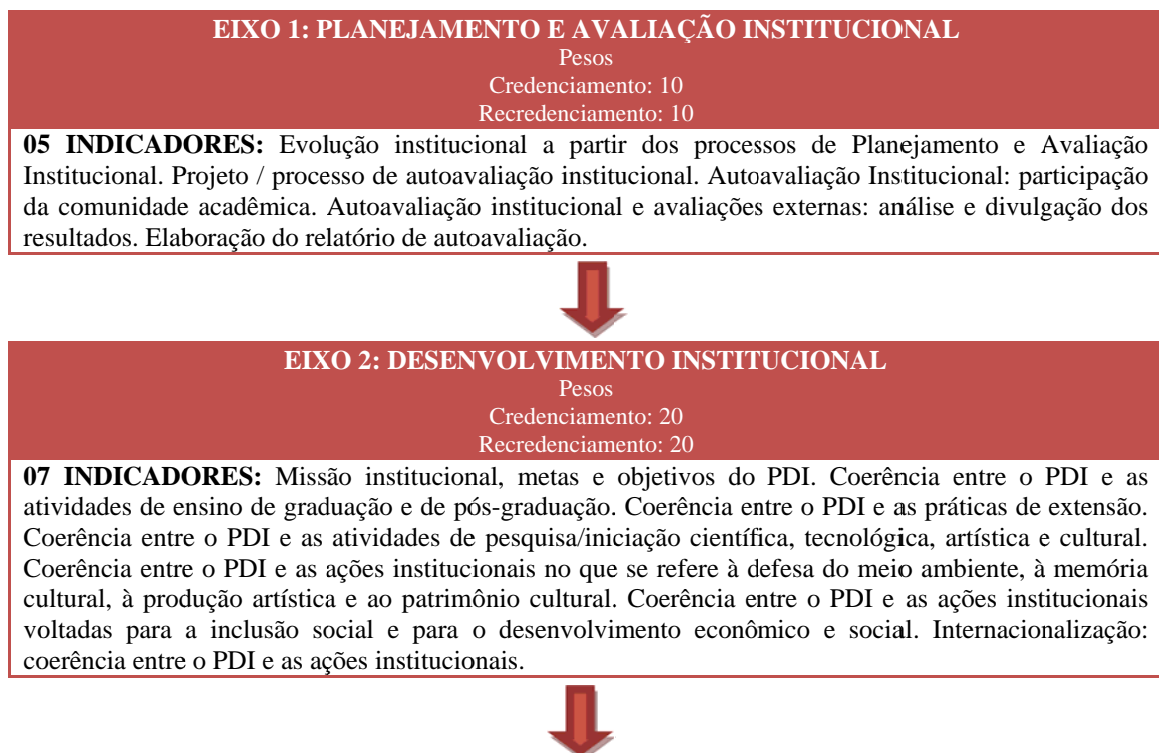 EIXO 1: PLANEJAMENTO E AVALIAÇÃO INSTITUCIONAL
Pesos
Credenciamento: 10
Recredenciamento: 10
05 INDICADORES: Evolução institucional a partir dos processos de Planejamento e Avaliação
Institucional. Projeto / processo de autoavaliação institucional. Autoavaliação Institucional: participação
da comunidade acadêmica. Autoavaliação institucional e avaliações externas: análise e divulgação dos
resultados. Elaboração do relatório de autoavaliação.
EIXO 2: DESENVOLVIMENTO INSTITUCIONAL
Pesos
Credenciamento: 20
Recredenciamento: 20
07 INDICADORES: Missão institucional, metas e objetivos do PDI. Coerência entre o PDI e as
atividades de ensino de graduação e de pós-graduação. Coerência entre o PDI e as práticas de extensão.
Coerência entre o PDI e as atividades de pesquisa/iniciação científica, tecnológica, artística e cultural.
Coerência entre o PDI e as ações institucionais no que se refere à defesa do meio ambiente, à memória
cultural, à produção artística e ao patrimônio cultural. Coerência entre o PDI e as ações institucionais
voltadas para a inclusão social e para o desenvolvimento econômico e social. Internacionalização:
coerência entre o PDI e as ações institucionais.